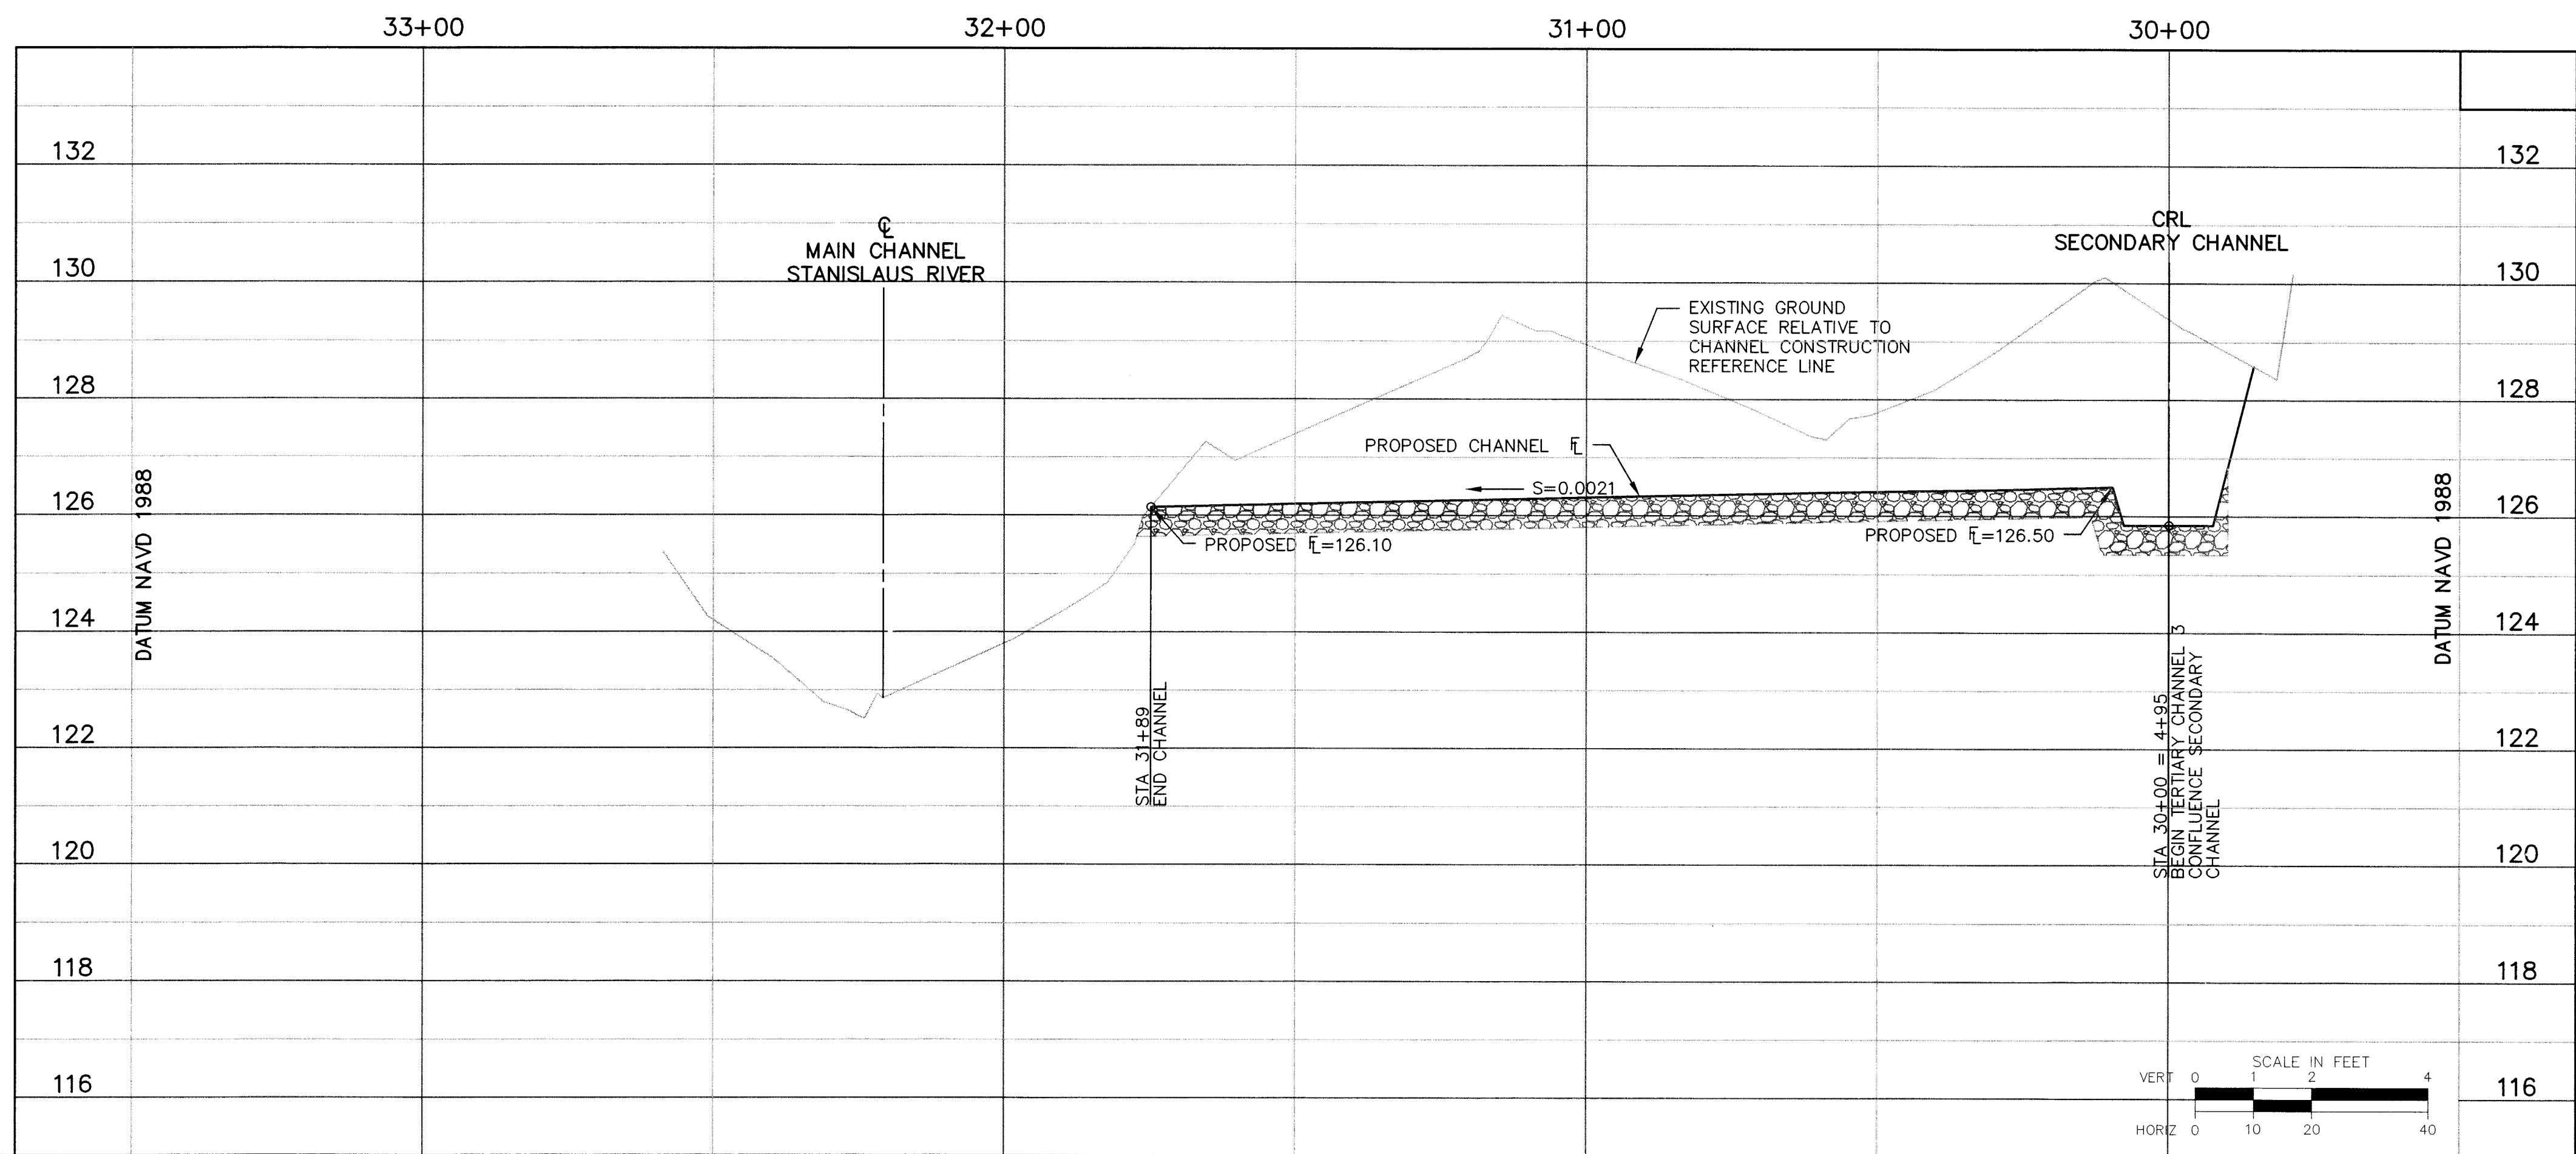 33+00 32+00 31+00 30+00
132 132
℄
MAIN CHANNEL
STANISLAUS RIVER
CRL
SECONDARY CHANNEL
130 130
EXISTING GROUND
SURFACE RELATIVE TO
CHANNEL CONSTRUCTION
REFERENCE LINE
128 128
PROPOSED CHANNEL FL
S=0.0021
126 126
PROPOSED FL=126.10
PROPOSED FL=126.50
DATUM NAVD 1988
DATUM NAVD 1988
124 124
STA 31+89
END CHANNEL
STA 30+00 = 4+95
BEGIN TERTIARY CHANNEL 3
CONFLUENCE SECONDARY
CHANNEL
122 122
120 120
118 118
116 116
SCALE IN FEET
VERT 0 1 2 4
HORIZ 0 10 20 40